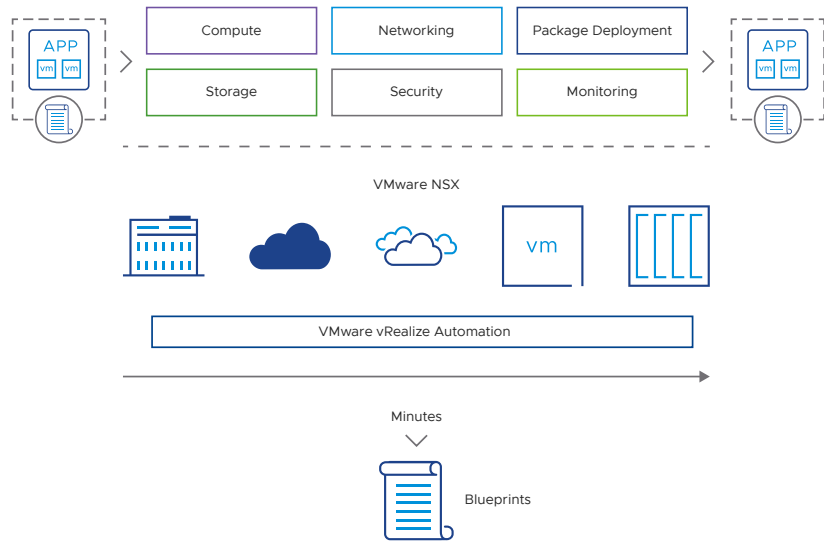 APP
vm vm
Compute
Networking
Package Deployment
Storage
Security
Monitoring
APP
vm vm
VMware NSX
vm
VMware vRealize Automation
Minutes
Blueprints